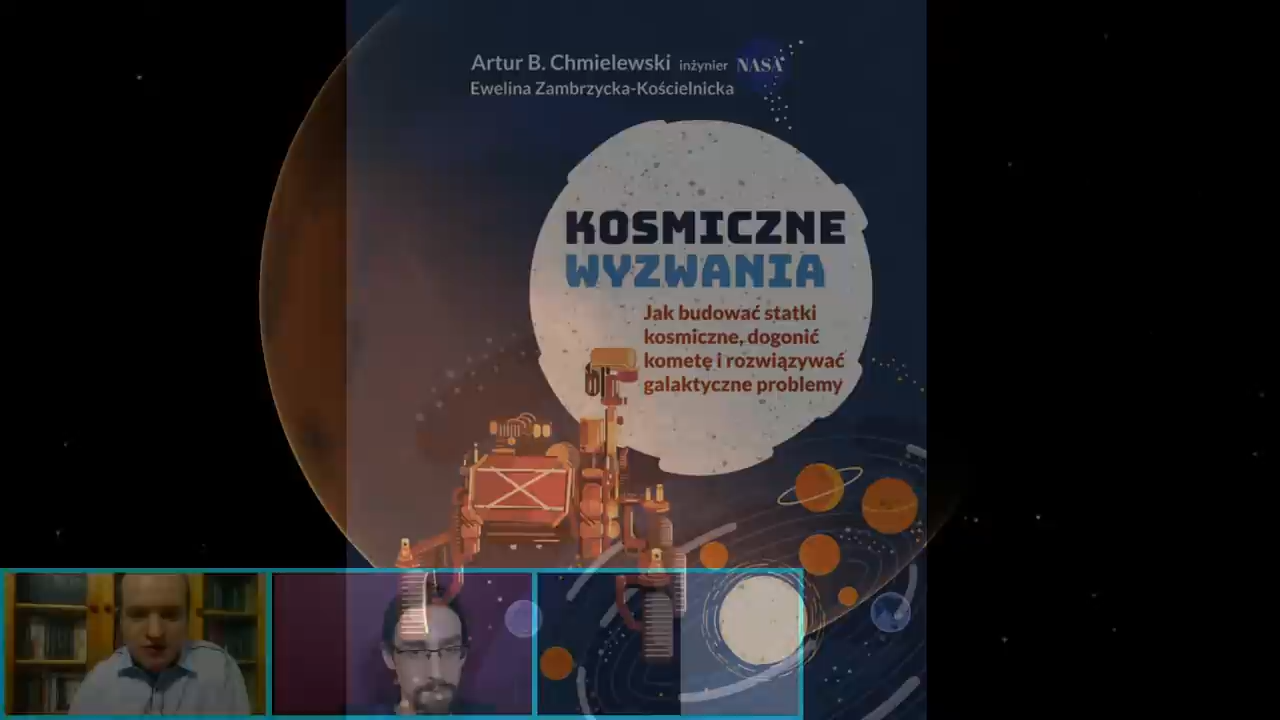 Artur B. Chmielewski inżynier NASA
Ewelina Zambrzycka-Kościelnicka
KOSMICZNE
WYZWANIA
Jak budować statki
kosmiczne, dogonić
kometę i rozwiązywać
galaktyczne problemy